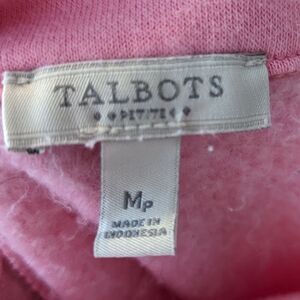 TALBOTS
PETITES
MP
MADE IN
INDONESIA